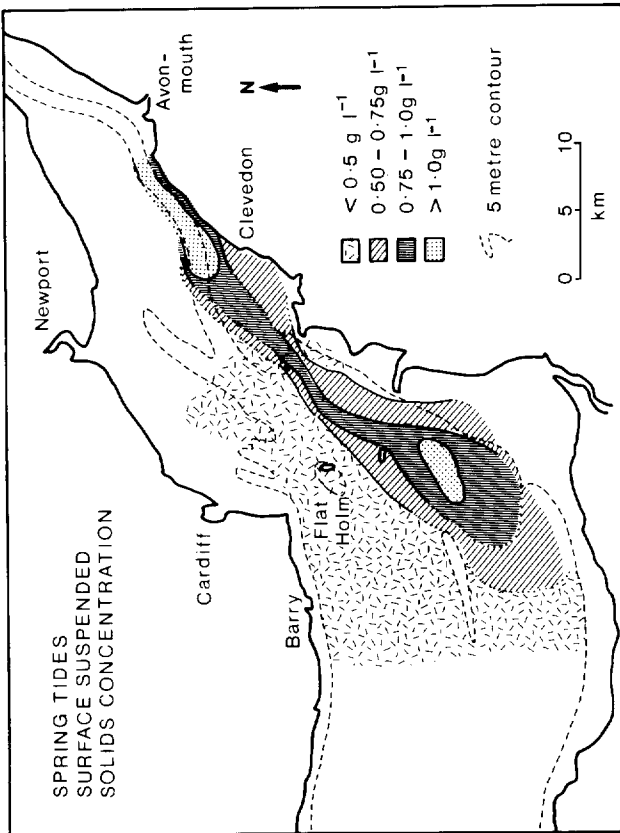 SPRING TIDES
SURFACE SUSPENDED
SOLIDS CONCENTRATION
Newport
Avon-
mouth
Cardiff
Clevedon
Barry
Flat
Holm
N
< 0·5 g l⁻¹
0·50 – 0·75g l⁻¹
0·75 – 1·0g l⁻¹
> 1·0g l⁻¹
5 metre contour
0 5 10
km